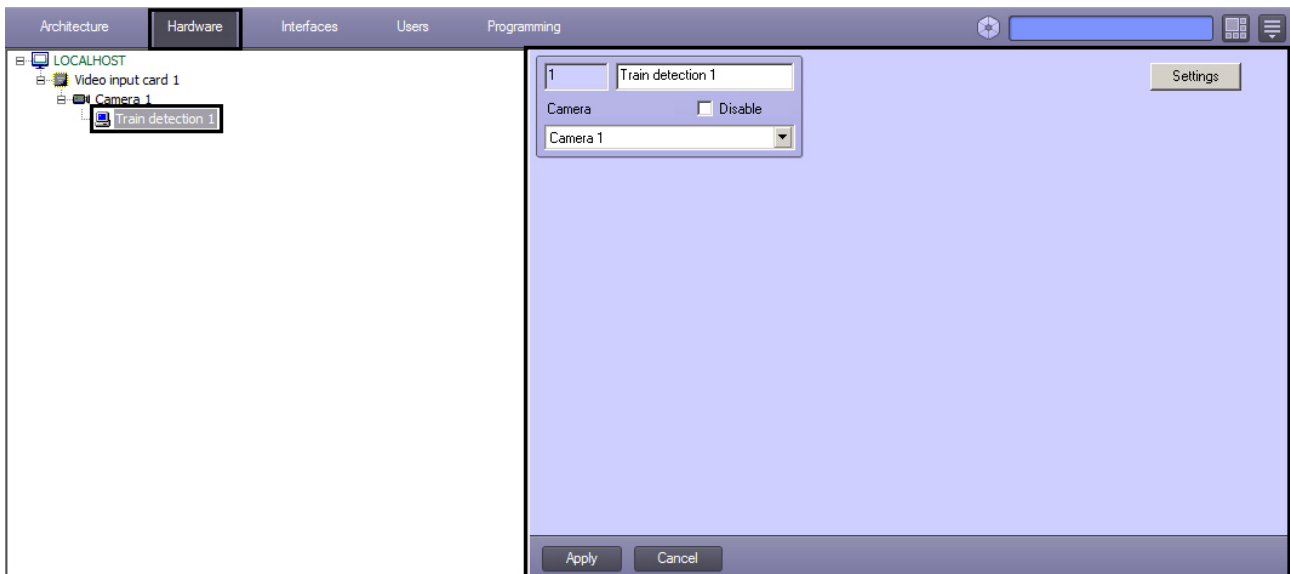 Architecture Hardware Interfaces Users Programming
LOCALHOST
Video input card 1
Camera 1
Train detection 1
1 Train detection 1 Settings
Camera Disable
Camera 1
Apply Cancel